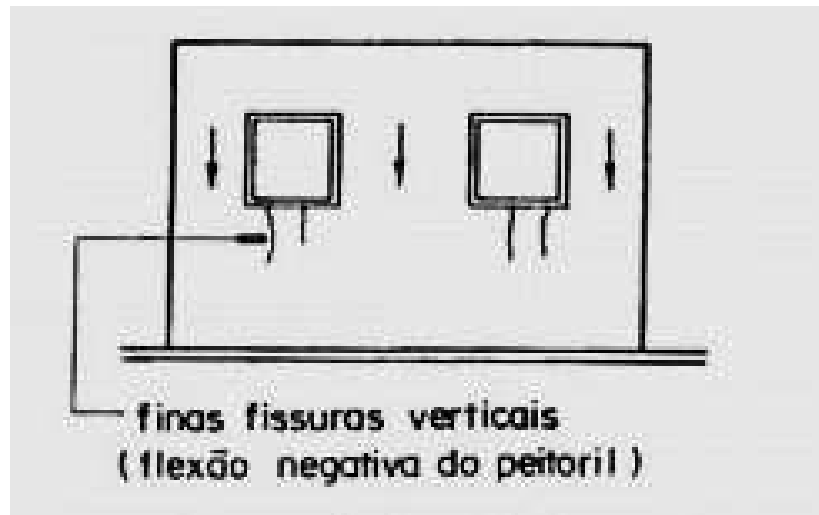 finas fissuras verticais
(flexão negativa do peitoril)